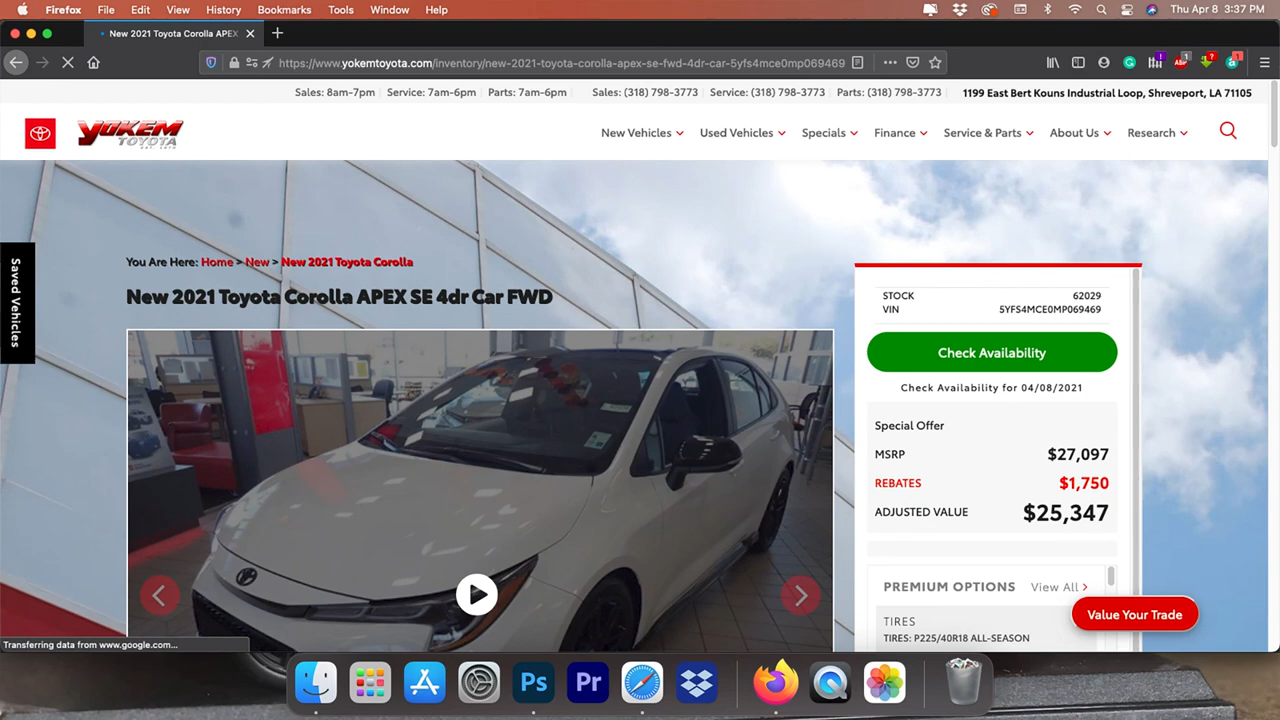 Firefox File Edit View History Bookmarks Tools Window Help Thu Apr 8 3:37 PM
New 2021 Toyota Corolla APEX
https://www.yokemtoyota.com/inventory/new-2021-toyota-corolla-apex-se-fwd-4dr-car-5yfs4mce0mp069469
Sales: 8am-7pm Service: 7am-6pm Parts: 7am-6pm Sales: (318) 798-3773 Service: (318) 798-3773 Parts: (318) 798-3773 1199 East Bert Kouns Industrial Loop, Shreveport, LA 71105
YOKEM
TOYOTA
New Vehicles Used Vehicles Specials Finance Service & Parts About Us Research
Saved Vehicles
You Are Here: Home > New > New 2021 Toyota Corolla
New 2021 Toyota Corolla APEX SE 4dr Car FWD
STOCK 62029
VIN 5YFS4MCE0MP069469
Check Availability
Check Availability for 04/08/2021
Special Offer
MSRP $27,097
REBATES $1,750
ADJUSTED VALUE $25,347
PREMIUM OPTIONS View All >
Value Your Trade
TIRES
TIRES: P225/40R18 ALL-SEASON
Transferring data from www.google.com...
Ps Pr